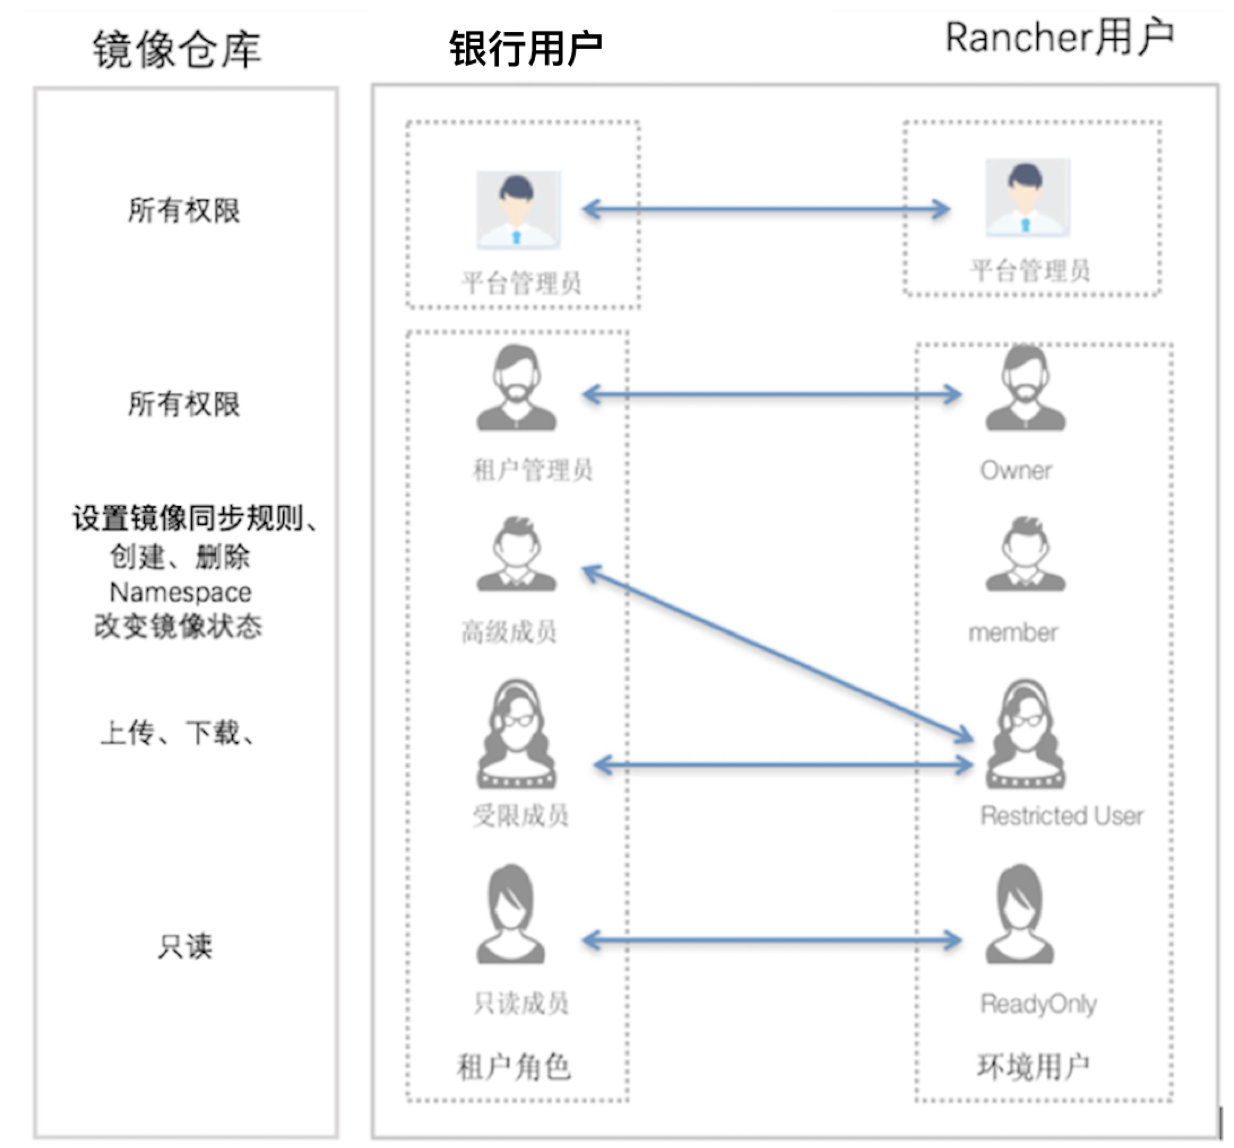 镜像仓库
银行用户
Rancher用户
所有权限
平台管理员
平台管理员
所有权限
租户管理员
Owner
设置镜像同步规则、
创建、删除
Namespace
改变镜像状态
高级成员
member
上传、下载、
受限成员
Restricted User
只读
只读成员
ReadyOnly
租户角色
环境用户